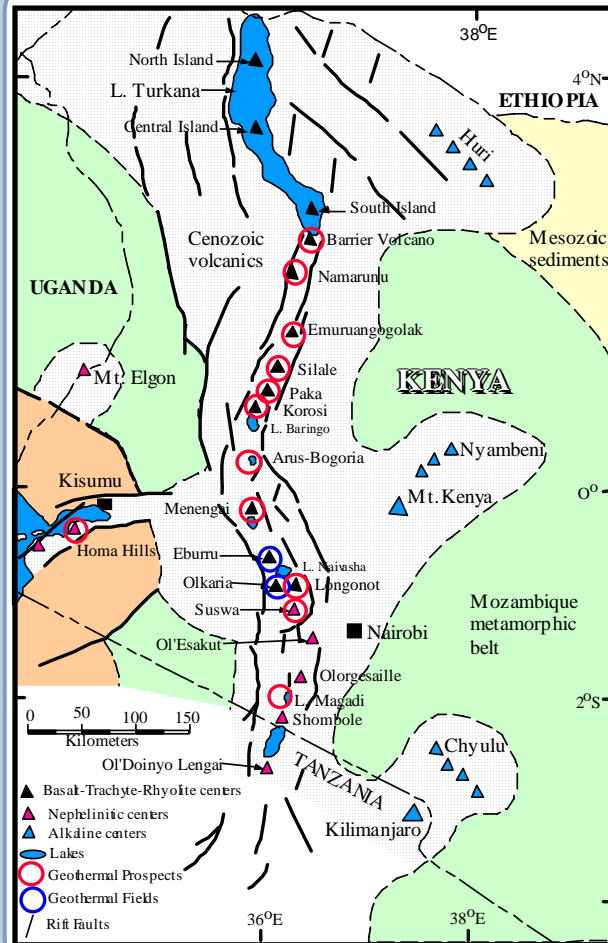 38°E
North Island
4°N
L. Turkana
ETHIOPIA
Central Island
Huri
South Island
Cenozoic
volcanics
Barrier Volcano
Mesozoic
sediments
Namarunu
UGANDA
Emuruangogolak
Silale
Mt. Elgon
KENYA
Paka
Korosi
L. Baringo
Nyambeni
Arus-Bogoria
Kisumu
0°
Mt. Kenya
Menengai
Homa Hills
Eburru
L. Naivasha
Olkaria
Longonot
Suswa
Mozambique
metamorphic
belt
Nairobi
Ol'Esakut
Olorgesaille
L. Magadi
2°S
0 50 100 150
Kilometers
Shombole
Chyulu
Ol'Doinyo Lengai
TANZANIA
Basalt-Trachyte-Rhyolite centers
Nephelinitic centers
Alkaline centers
Kilimanjaro
Lakes
Geothermal Prospects
Geothermal Fields
Rift Faults
36°E
38°E